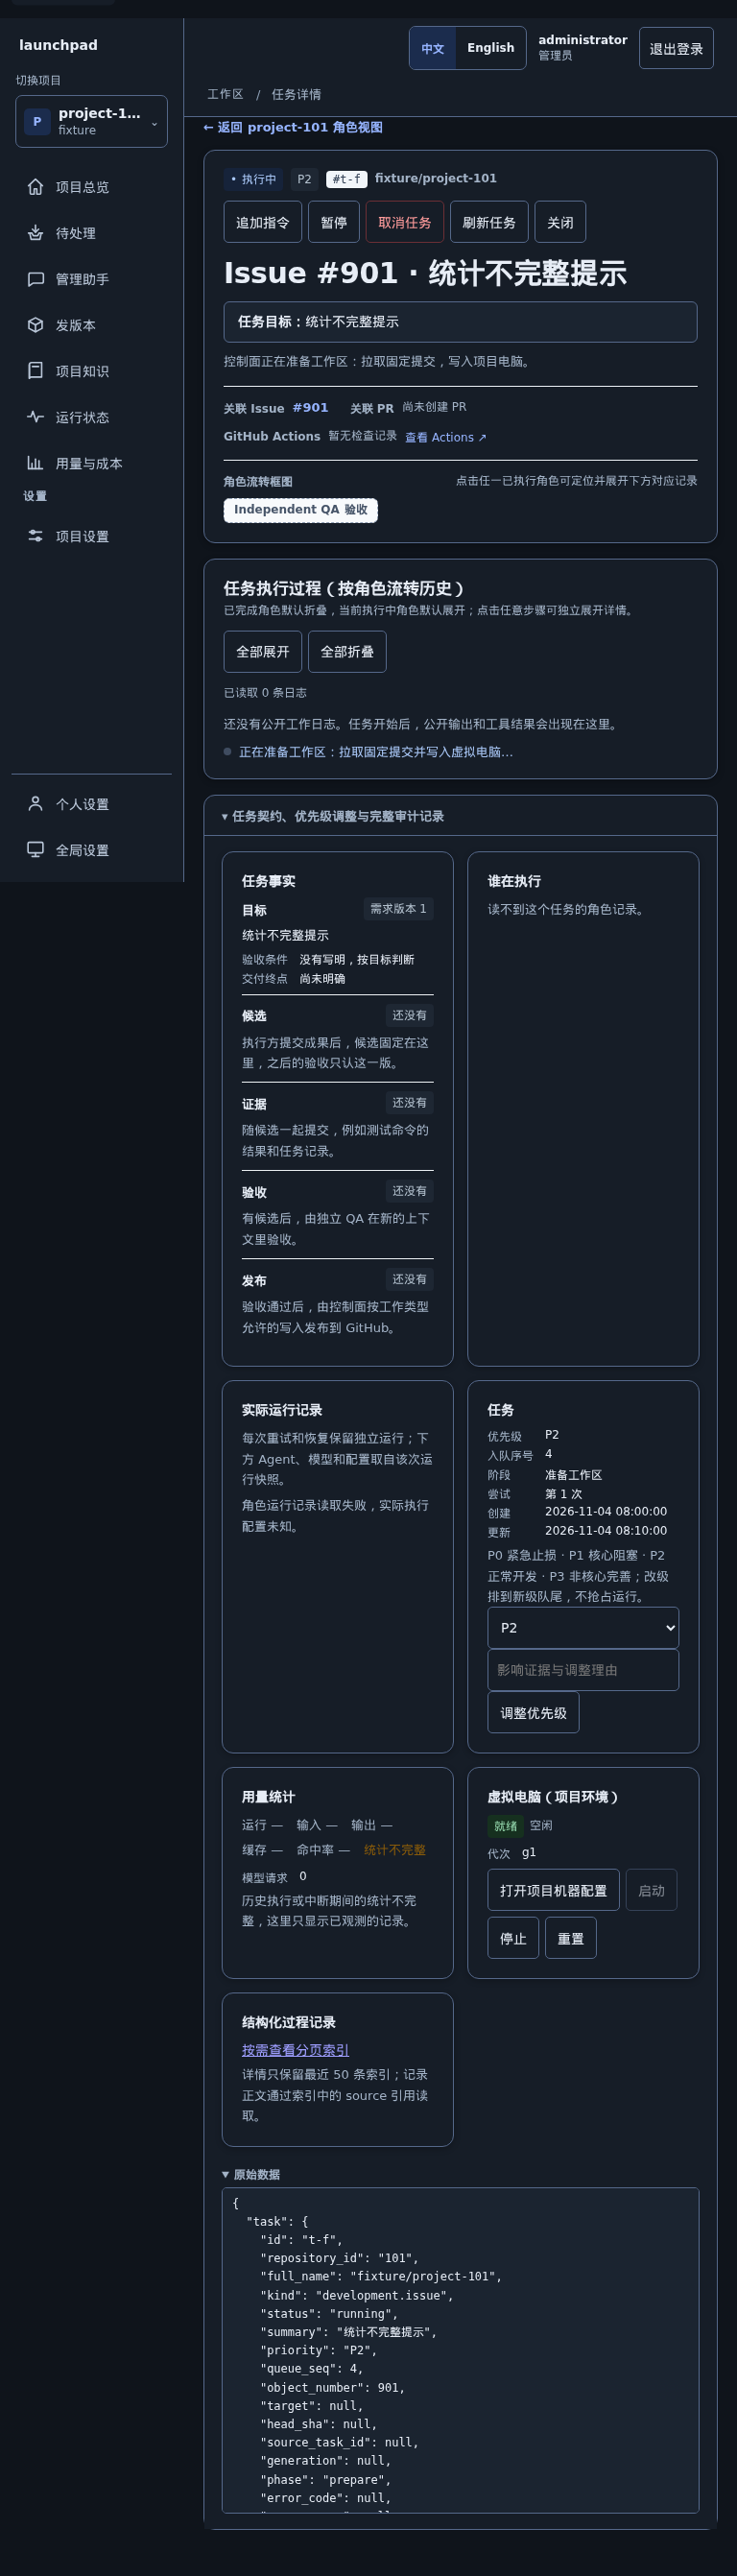 launchpad
中文
English
administrator
管理员
退出登录
切换项目
P
project-1…
fixture
工作区 / 任务详情
← 返回 project-101 角色视图
项目总览
待处理
管理助手
发版本
项目知识
运行状态
用量与成本
设置
项目设置
个人设置
全局设置
• 执行中
P2
#t-f
fixture/project-101
追加指令
暂停
取消任务
刷新任务
关闭
Issue #901 · 统计不完整提示
任务目标：统计不完整提示
控制面正在准备工作区：拉取固定提交，写入项目电脑。
关联 Issue #901 关联 PR 尚未创建 PR
GitHub Actions 暂无检查记录 查看 Actions ↗
角色流转框图
点击任一已执行角色可定位并展开下方对应记录
Independent QA 验收
任务执行过程（按角色流转历史）
已完成角色默认折叠，当前执行中角色默认展开；点击任意步骤可独立展开详情。
全部展开
全部折叠
已读取 0 条日志
还没有公开工作日志。任务开始后，公开输出和工具结果会出现在这里。
正在准备工作区：拉取固定提交并写入虚拟电脑…
▾ 任务契约、优先级调整与完整审计记录
任务事实
目标
需求版本 1
统计不完整提示
验收条件 没有写明，按目标判断
交付终点 尚未明确
候选
还没有
执行方提交成果后，候选固定在这
里，之后的验收只认这一版。
证据
还没有
随候选一起提交，例如测试命令的
结果和任务记录。
验收
还没有
有候选后，由独立 QA 在新的上下
文里验收。
发布
还没有
验收通过后，由控制面按工作类型
允许的写入发布到 GitHub。
谁在执行
读不到这个任务的角色记录。
实际运行记录
每次重试和恢复保留独立运行；下
方 Agent、模型和配置取自该次运
行快照。
角色运行记录读取失败，实际执行
配置未知。
任务
优先级 P2
入队序号 4
阶段 准备工作区
尝试 第 1 次
创建 2026-11-04 08:00:00
更新 2026-11-04 08:10:00
P0 紧急止损 · P1 核心阻塞 · P2
正常开发 · P3 非核心完善；改级
排到新级队尾，不抢占运行。
P2
影响证据与调整理由
调整优先级
用量统计
运行 — 输入 — 输出 —
缓存 — 命中率 — 统计不完整
模型请求 0
历史执行或中断期间的统计不完
整，这里只显示已观测的记录。
虚拟电脑（项目环境）
就绪 空闲
代次 g1
打开项目机器配置
启动
停止
重置
结构化过程记录
按需查看分页索引
详情只保留最近 50 条索引；记录
正文通过索引中的 source 引用读
取。
▼ 原始数据
{
"task": {
"id": "t-f",
"repository_id": "101",
"full_name": "fixture/project-101",
"kind": "development.issue",
"status": "running",
"summary": "统计不完整提示",
"priority": "P2",
"queue_seq": 4,
"object_number": 901,
"target": null,
"head_sha": null,
"source_task_id": null,
"generation": null,
"phase": "prepare",
"error_code": null,